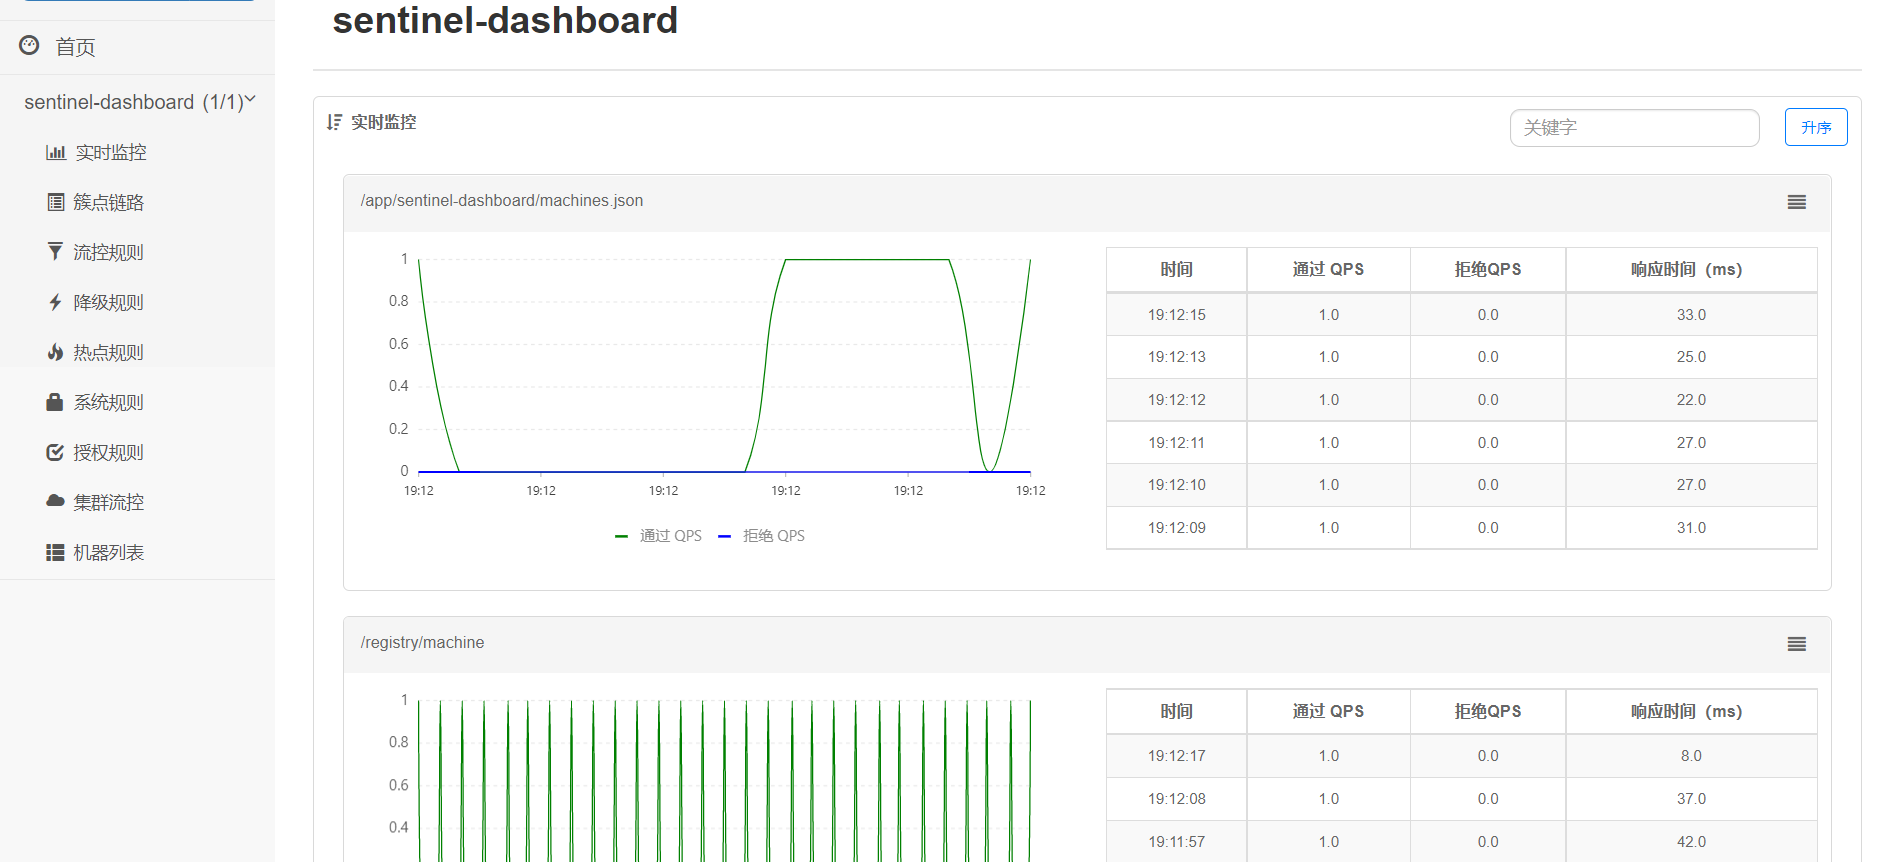 sentinel-dashboard
首页
sentinel-dashboard (1/1)
实时监控
簇点链路
流控规则
降级规则
热点规则
系统规则
授权规则
集群流控
机器列表
实时监控
关键字
升序
/app/sentinel-dashboard/machines.json
1
0.8
0.6
0.4
0.2
0
19:12 19:12 19:12 19:12 19:12 19:12
通过 QPS 拒绝 QPS
时间 通过 QPS 拒绝QPS 响应时间（ms）
19:12:15 1.0 0.0 33.0
19:12:13 1.0 0.0 25.0
19:12:12 1.0 0.0 22.0
19:12:11 1.0 0.0 27.0
19:12:10 1.0 0.0 27.0
19:12:09 1.0 0.0 31.0
/registry/machine
1
0.8
0.6
0.4
时间 通过 QPS 拒绝QPS 响应时间（ms）
19:12:17 1.0 0.0 8.0
19:12:08 1.0 0.0 37.0
19:11:57 1.0 0.0 42.0